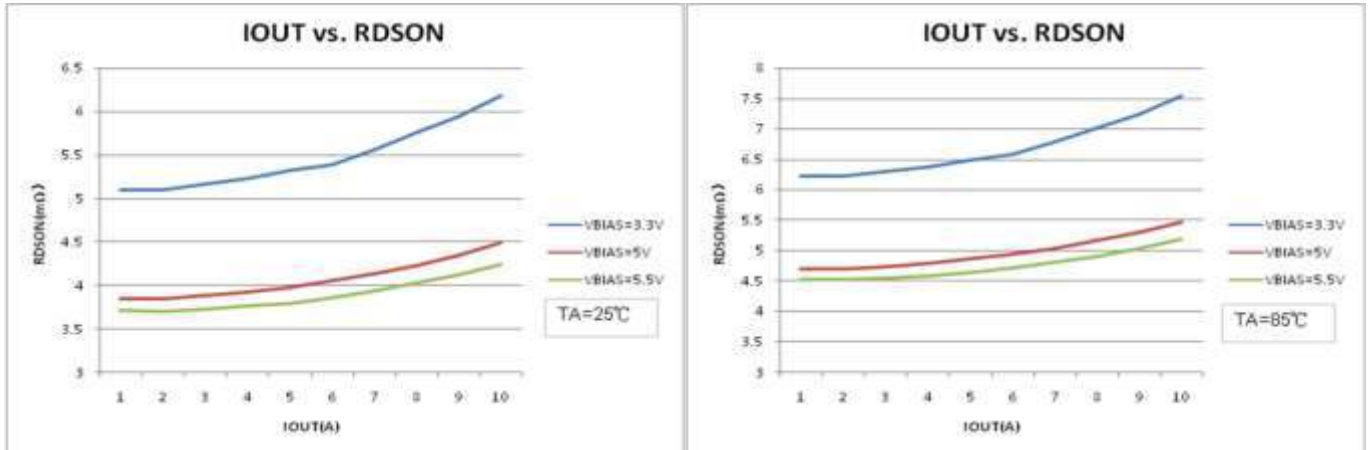 IOUT vs. RDSON
6.5
6
5.5
5
4.5
4
3.5
3
RDSON(mΩ)
1 2 3 4 5 6 7 8 9 10
IOUT(A)
VBIAS=3.3V
VBIAS=5V
VBIAS=5.5V
TA=25℃
IOUT vs. RDSON
8
7.5
7
6.5
6
5.5
5
4.5
4
3.5
3
RDSON(mΩ)
1 2 3 4 5 6 7 8 9 10
IOUT(A)
VBIAS=3.3V
VBIAS=5V
VBIAS=5.5V
TA=85℃